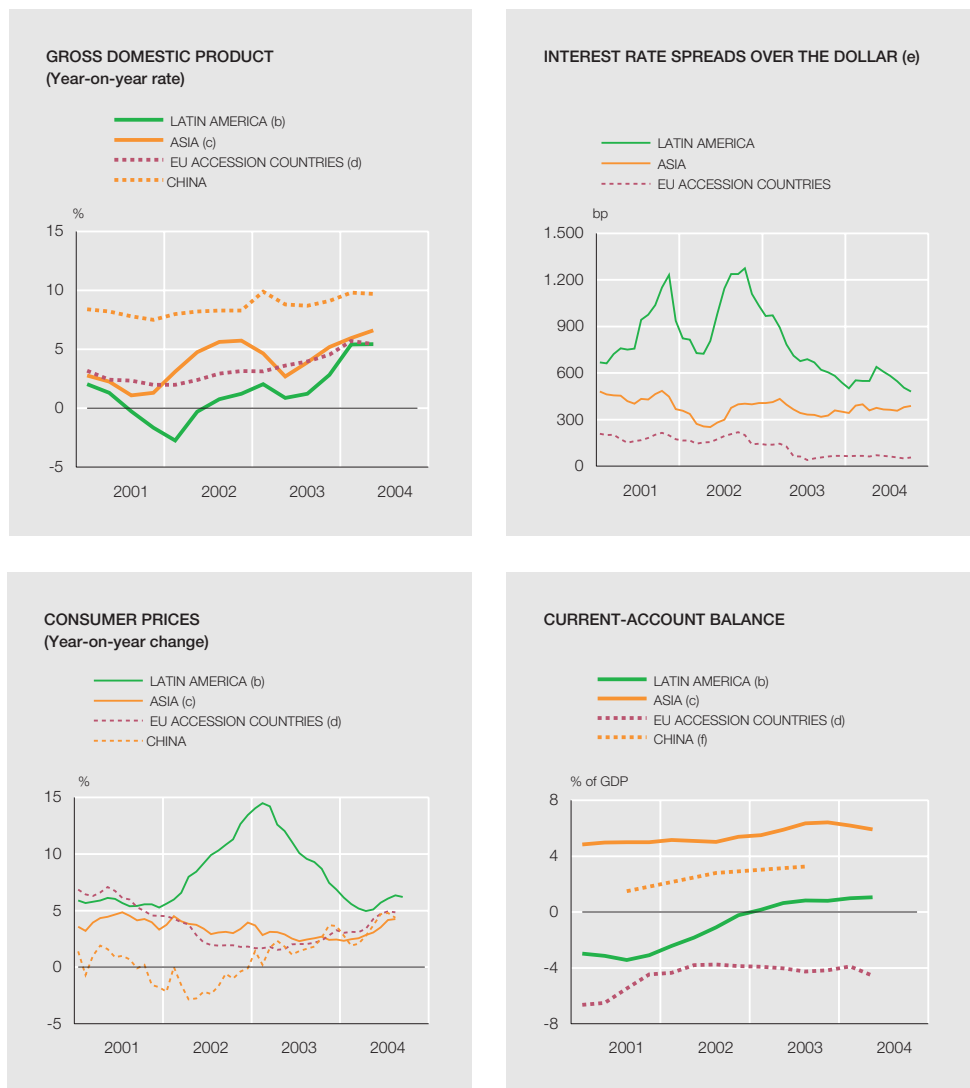 GROSS DOMESTIC PRODUCT
(Year-on-year rate)
LATIN AMERICA (b)
ASIA (c)
EU ACCESSION COUNTRIES (d)
CHINA
%
15
10
5
0
-5
2001 2002 2003 2004
INTEREST RATE SPREADS OVER THE DOLLAR (e)
LATIN AMERICA
ASIA
EU ACCESSION COUNTRIES
bp
1.500
1.200
900
600
300
0
2001 2002 2003 2004
CONSUMER PRICES
(Year-on-year change)
LATIN AMERICA (b)
ASIA (c)
EU ACCESSION COUNTRIES (d)
CHINA
%
15
10
5
0
-5
2001 2002 2003 2004
CURRENT-ACCOUNT BALANCE
LATIN AMERICA (b)
ASIA (c)
EU ACCESSION COUNTRIES (d)
CHINA (f)
% of GDP
8
4
0
-4
-8
2001 2002 2003 2004